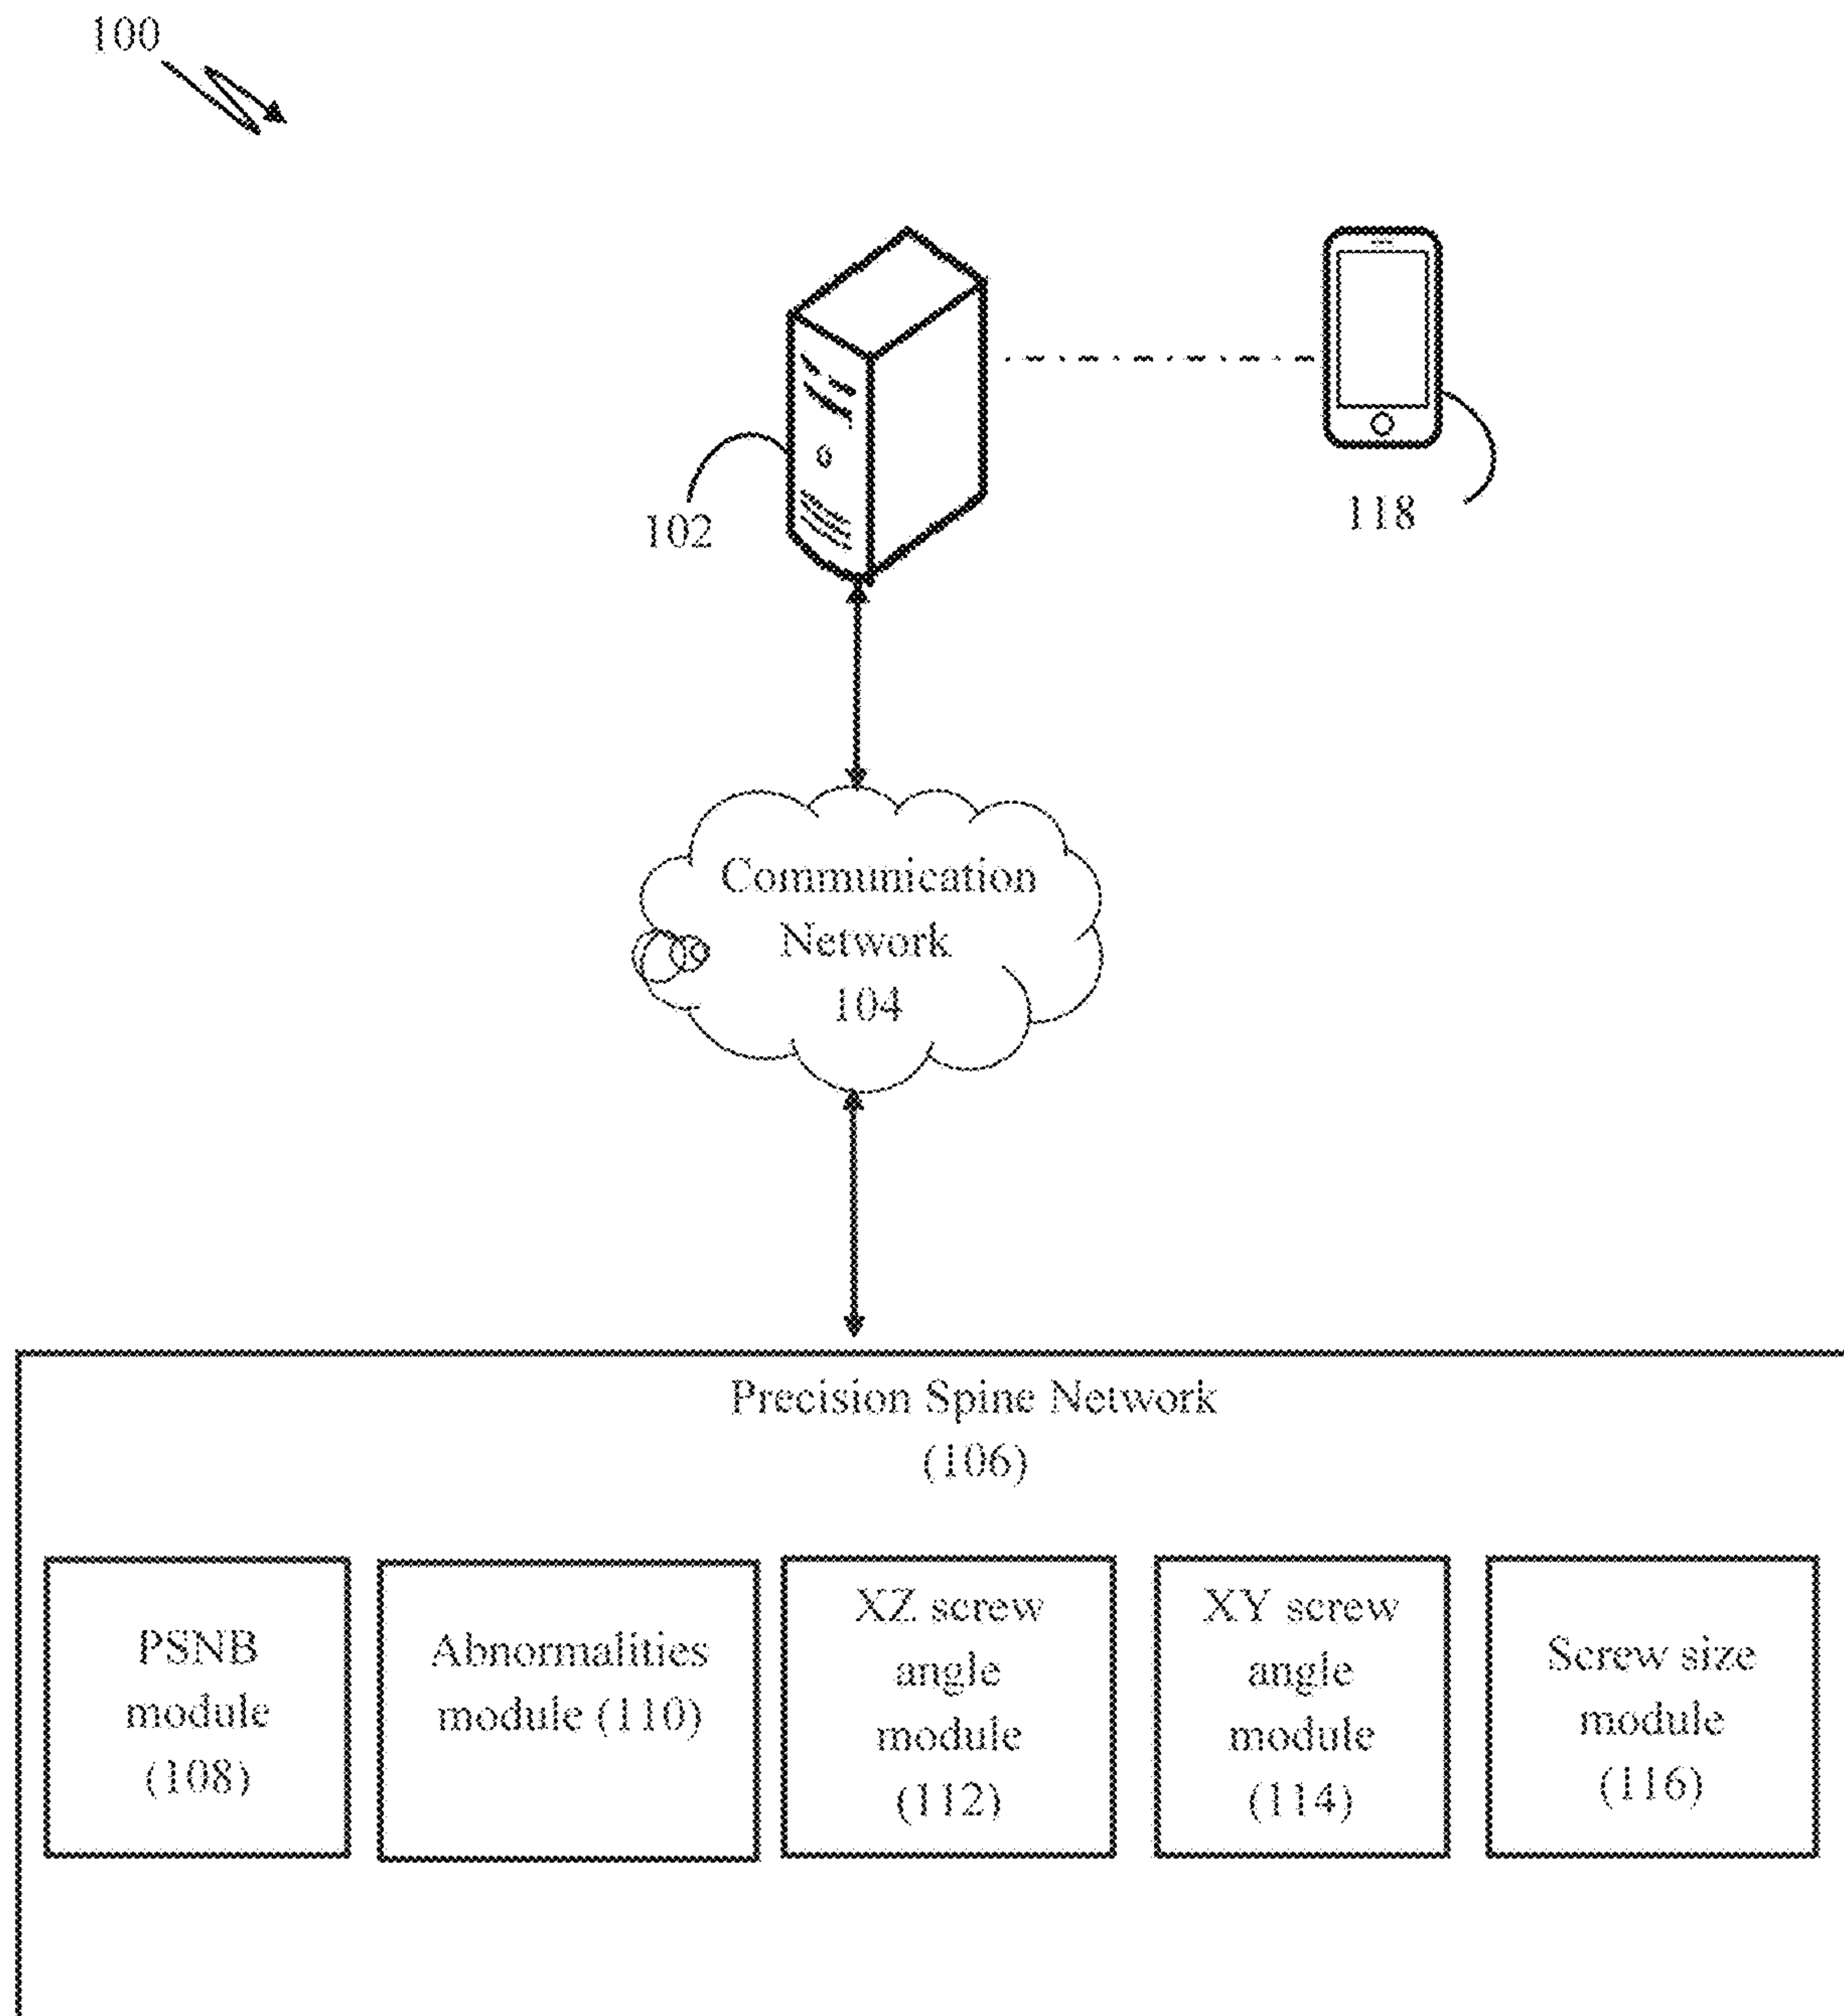 100
102
118
Communication
Network
104
Precision Spine Network
(106)
PSNB
module
(108)
Abnormalities
module (110)
XZ screw
angle
module
(112)
XY screw
angle
module
(114)
Screw size
module
(116)